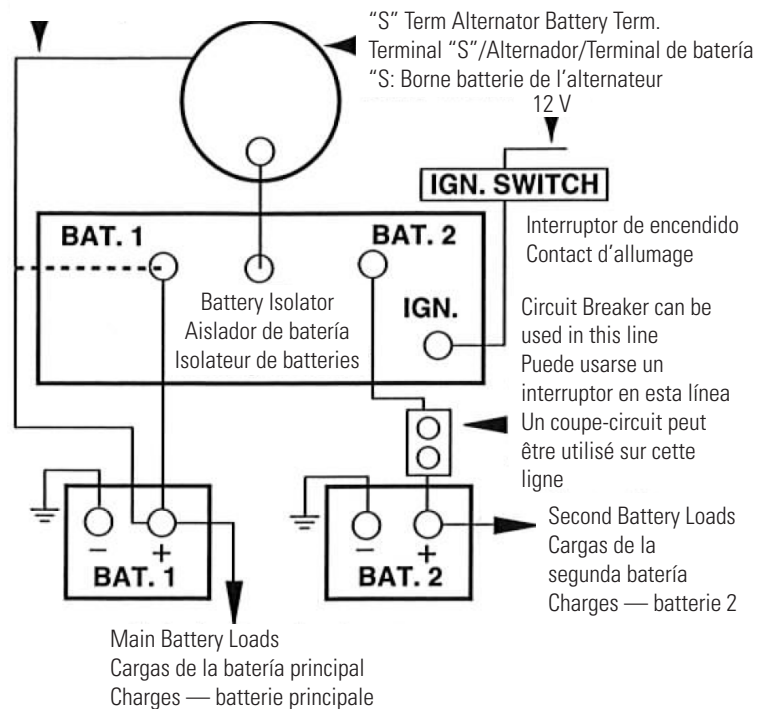 “S” Term Alternator Battery Term.
Terminal “S”/Alternador/Terminal de batería
“S: Borne batterie de l’alternateur
12 V
IGN. SWITCH
Interruptor de encendido
Contact d’allumage
BAT. 1
BAT. 2
IGN.
Battery Isolator
Aislador de batería
Isolateur de batteries
Circuit Breaker can be
used in this line
Puede usarse un
interruptor en esta línea
Un coupe-circuit peut
être utilisé sur cette
ligne
– +
BAT. 1
– +
BAT. 2
Second Battery Loads
Cargas de la
segunda batería
Charges — batterie 2
Main Battery Loads
Cargas de la batería principal
Charges — batterie principale